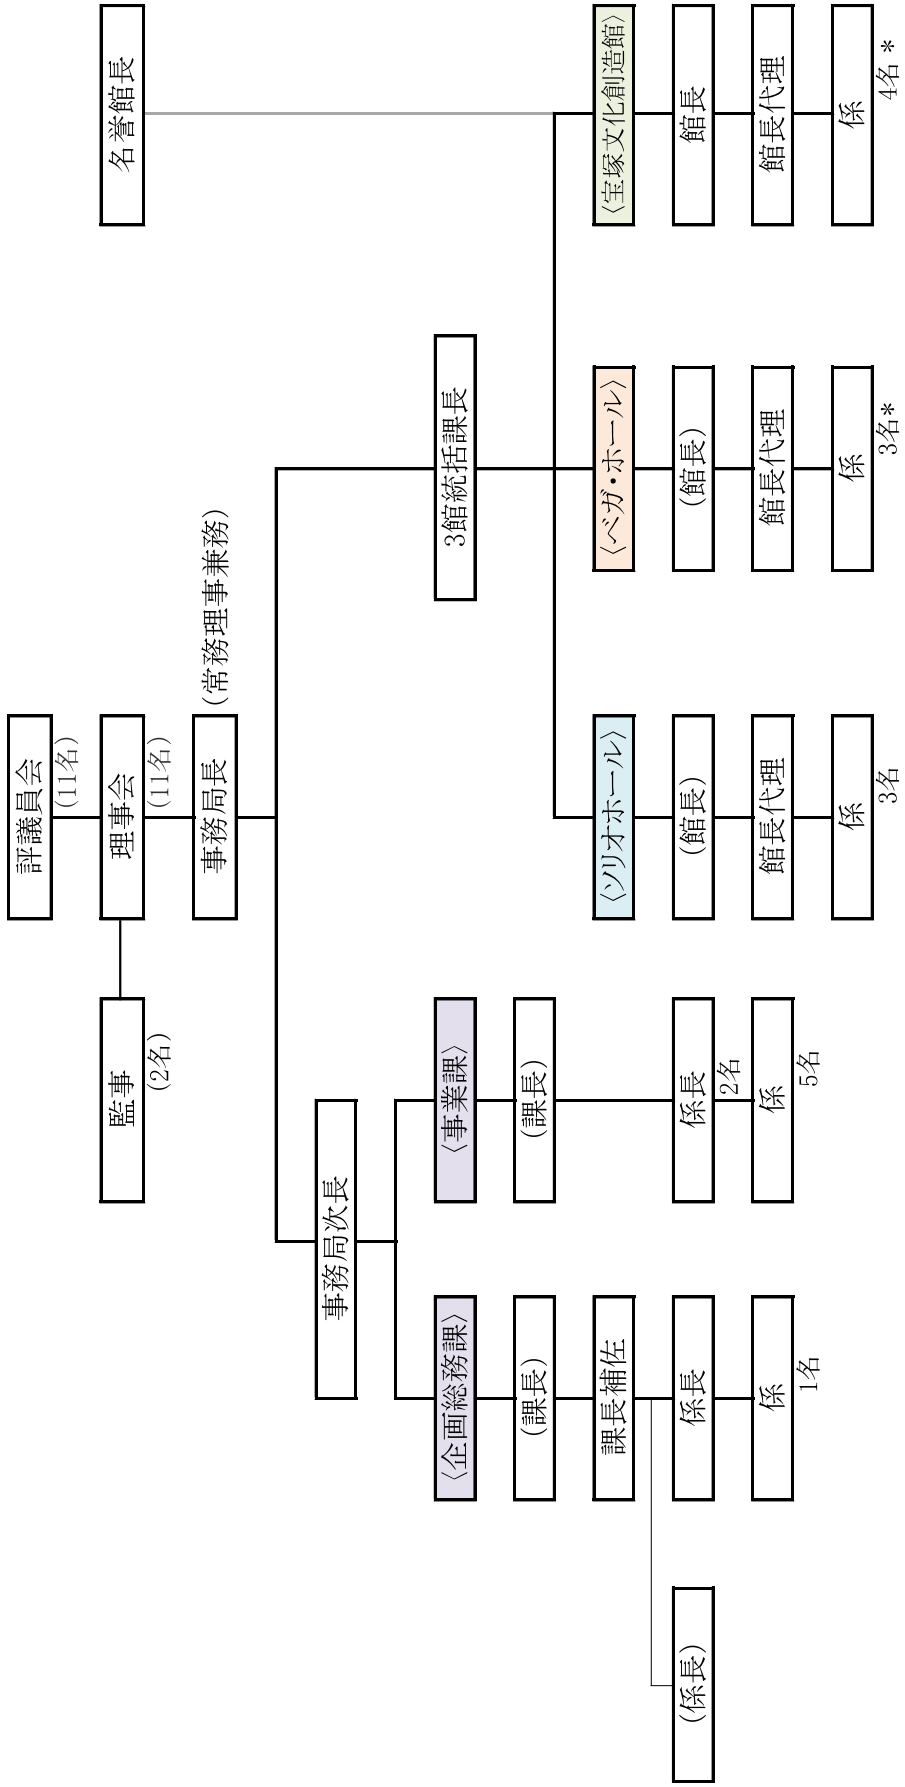 評議員会
(11名)
監事
(2名)
理事会
(11名)
名誉館長
事務局長
(常務理事兼務)
事務局次長
3館統括課長
〈企画総務課〉
(課長)
課長補佐
(係長)
係長
係
1名
〈事業課〉
(課長)
係長
2名
係
5名
〈ソリオホール〉
(館長)
館長代理
係
3名
〈ベガ・ホール〉
(館長)
館長代理
係
3名*
〈宝塚文化創造館〉
館長
館長代理
係
4名 *